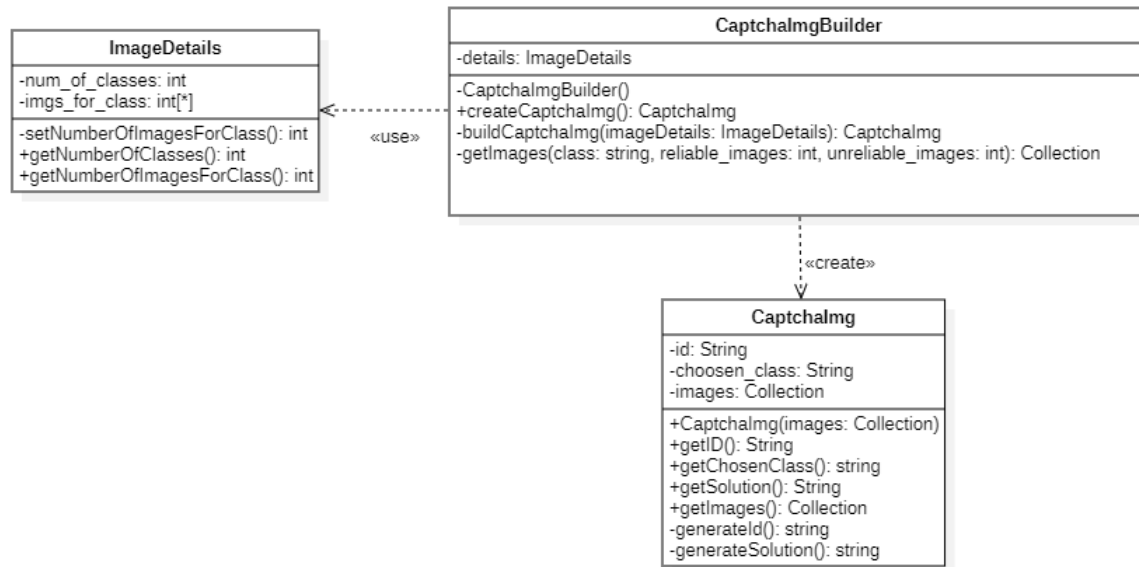 ImageDetails
-num_of_classes: int
-imgs_for_class: int[*]
-setNumberOfImagesForClass(): int
+getNumberOfClasses(): int
+getNumberOfImagesForClass(): int
«use»
CaptchaImgBuilder
-details: ImageDetails
-CaptchaImgBuilder()
+createCaptchaImg(): CaptchaImg
-buildCaptchaImg(imageDetails: ImageDetails): CaptchaImg
-getImages(class: string, reliable_images: int, unreliable_images: int): Collection
«create»
CaptchaImg
-id: String
-choosen_class: String
-images: Collection
+CaptchaImg(images: Collection)
+getID(): String
+getChosenClass(): string
+getSolution(): String
+getImages(): Collection
-generateId(): string
-generateSolution(): string